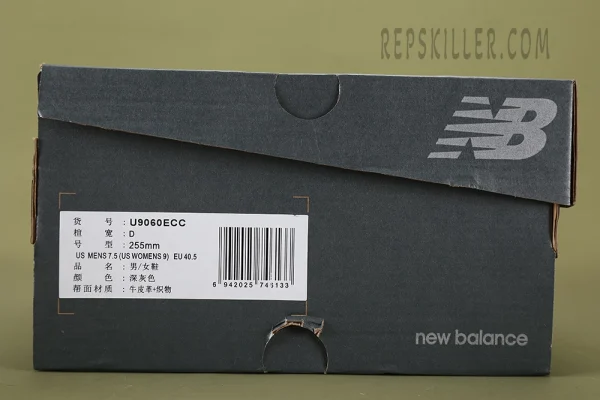 REPSKILLER.COM
NB
货 号 : U9060ECC
楦 宽 : D
号 型 : 255mm
US MENS 7.5 (US WOMENS 9) EU 40.5
品 名 : 男/女鞋
颜 色 : 深灰色
帮面材质 : 牛皮革+织物
6 942025 746133
new balance